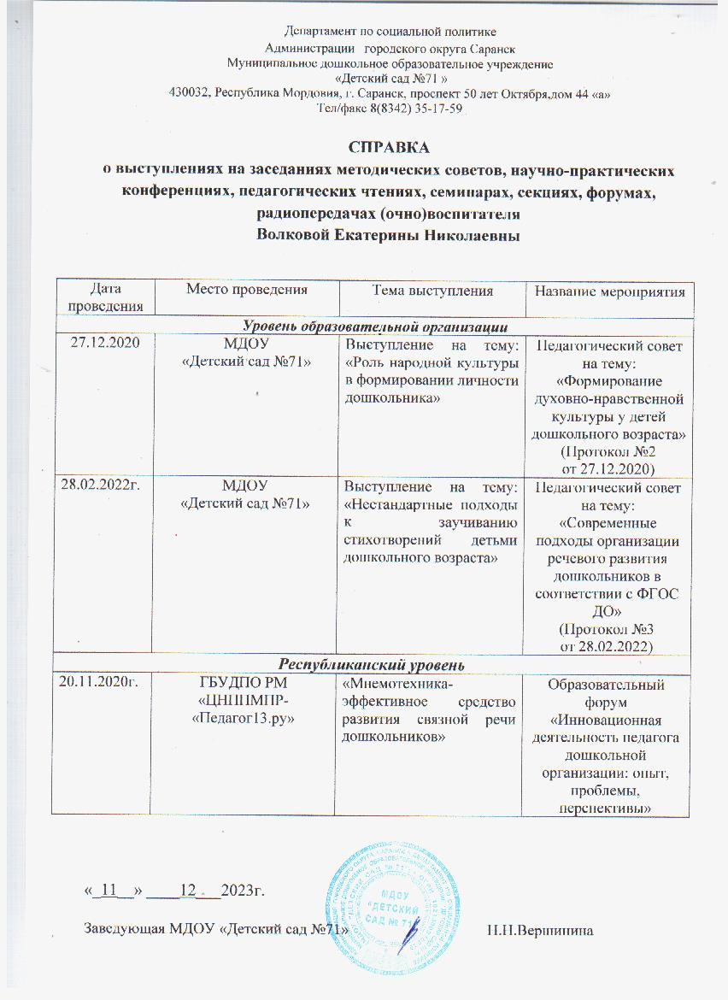 Департамент по социальной политике
Администрации городского округа Саранск
Муниципальное дошкольное образовательное учреждение
«Детский сад №71 »
430032, Республика Мордовия, г. Саранск, проспект 50 лет Октября,дом 44 «а»
Тел/факс 8(8342) 35-17-59
СПРАВКА
о выступлениях на заседаниях методических советов, научно-практических
конференциях, педагогических чтениях, семинарах, секциях, форумах,
радиопередачах (очно)воспитателя
Волковой Екатерины Николаевны
Дата
проведения
Место проведения
Тема выступления
Название мероприятия
Уровень образовательной организации
27.12.2020
МДОУ
«Детский сад №71»
Выступление на тему:
«Роль народной культуры
в формировании личности
дошкольника»
Педагогический совет
на тему:
«Формирование
духовно-нравственной
культуры у детей
дошкольного возраста»
(Протокол №2
от 27.12.2020)
28.02.2022г.
МДОУ
«Детский сад №71»
Выступление на тему:
«Нестандартные подходы
к заучиванию
стихотворений детьми
дошкольного возраста»
Педагогический совет
на тему:
«Современные
подходы организации
речевого развития
дошкольников в
соответствии с ФГОС
ДО»
(Протокол №3
от 28.02.2022)
Республиканский уровень
20.11.2020г.
ГБУДПО РМ
«ЦНППМПР-
«Педагог13.ру»
«Мнемотехника-
эффективное средство
развития связной речи
дошкольников»
Образовательный
форум
«Инновационная
деятельность педагога
дошкольной
организации: опыт,
проблемы,
перспективы»
«_11__» ____12____2023г.
Заведующая МДОУ «Детский сад №71»
Н.Н.Вершинина
МДОУ
"ДЕТСКИЙ
САД № 71"